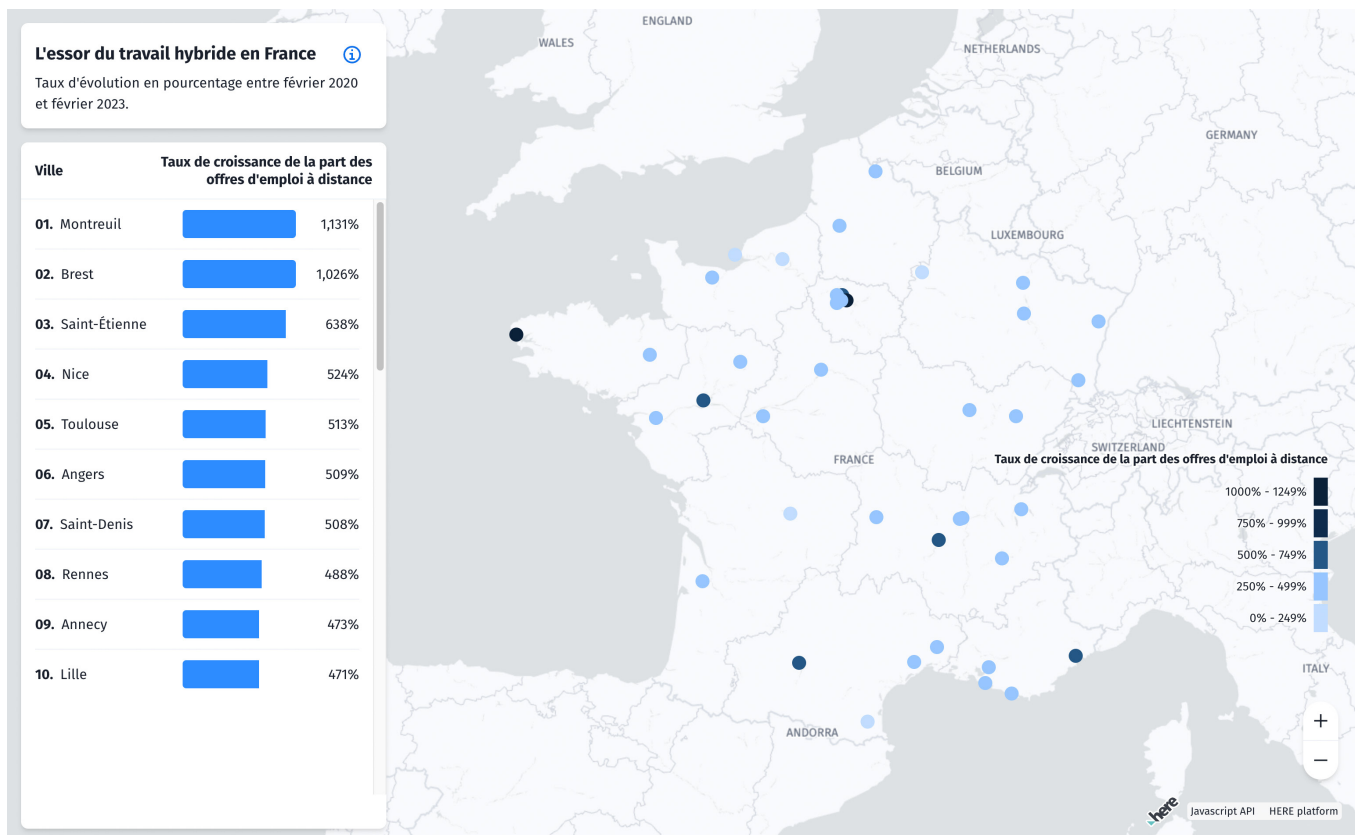 L'essor du travail hybride en France
Taux d'évolution en pourcentage entre février 2020
et février 2023.
Ville
Taux de croissance de la part des
offres d'emploi à distance
01. Montreuil 1,131%
02. Brest 1,026%
03. Saint-Étienne 638%
04. Nice 524%
05. Toulouse 513%
06. Angers 509%
07. Saint-Denis 508%
08. Rennes 488%
09. Annecy 473%
10. Lille 471%
ENGLAND
WALES
NETHERLANDS
GERMANY
BELGIUM
LUXEMBOURG
LIECHTENSTEIN
SWITZERLAND
FRANCE
Taux de croissance de la part des offres d'emploi à distance
1000% - 1249%
750% - 999%
500% - 749%
250% - 499%
0% - 249%
ITALY
ANDORRA
+
−
here
Javascript API HERE platform